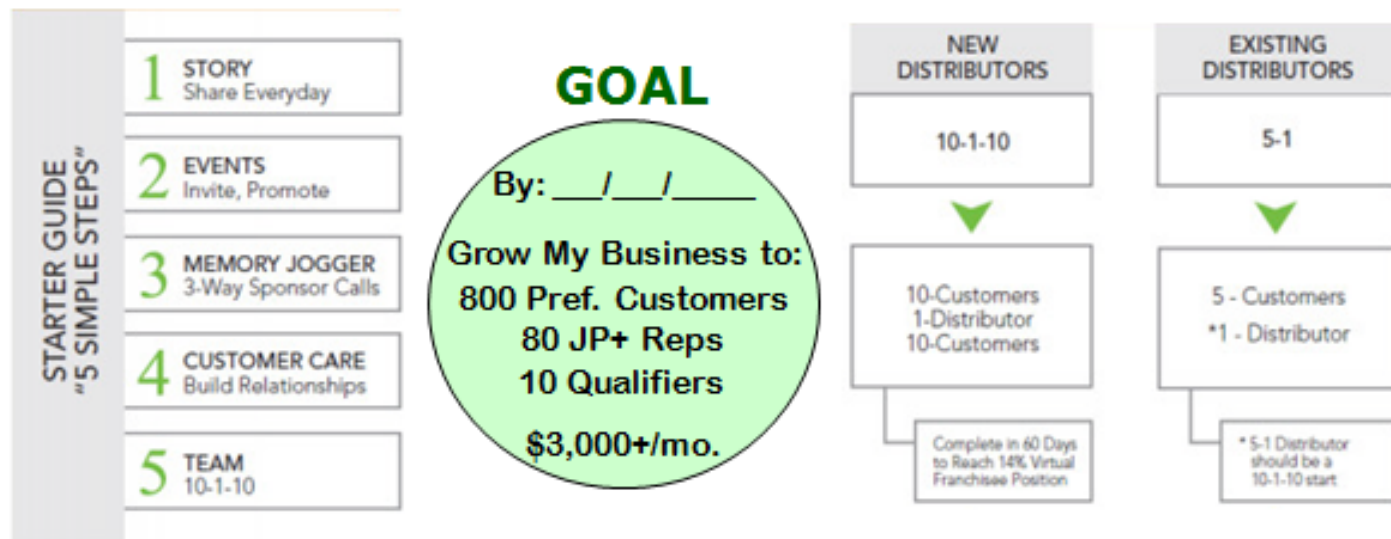 STARTER GUIDE
"5 SIMPLE STEPS"
1 STORY
Share Everyday
2 EVENTS
Invite, Promote
3 MEMORY JOGGER
3-Way Sponsor Calls
4 CUSTOMER CARE
Build Relationships
5 TEAM
10-1-10
GOAL
By: ___/___/_____
Grow My Business to:
800 Pref. Customers
80 JP+ Reps
10 Qualifiers
$3,000+/mo.
NEW
DISTRIBUTORS
10-1-10
10-Customers
1-Distributor
10-Customers
Complete in 60 Days
to Reach 14% Virtual
Franchisee Position
EXISTING
DISTRIBUTORS
5-1
5 - Customers
*1 - Distributor
* 5-1 Distributor
should be a
10-1-10 start